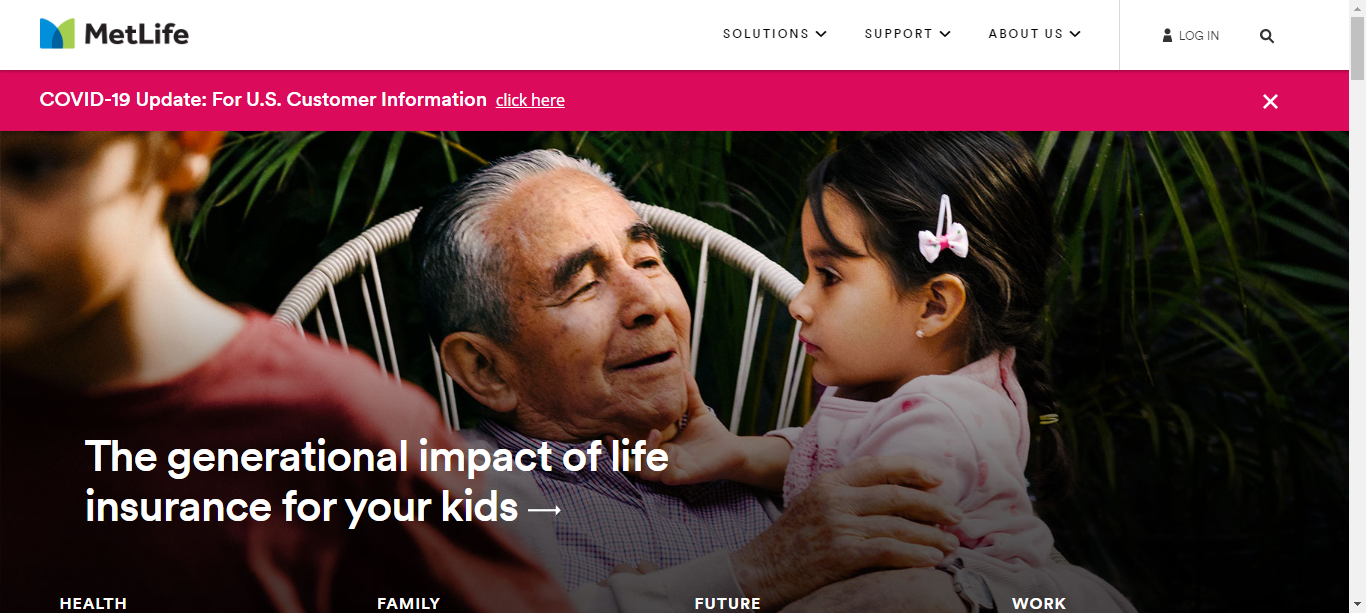 MetLife
SOLUTIONS
SUPPORT
ABOUT US
LOG IN
COVID-19 Update: For U.S. Customer Information click here
The generational impact of life
insurance for your kids →
HEALTH
FAMILY
FUTURE
WORK